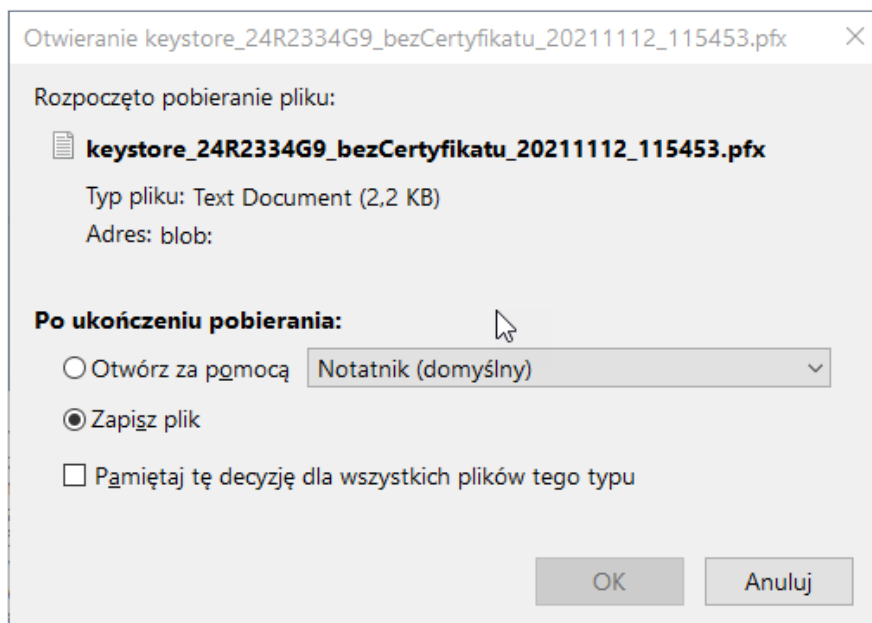 Otwieranie keystore_24R2334G9_bezCertyfikatu_20211112_115453.pfx
Rozpoczęto pobieranie pliku:
keystore_24R2334G9_bezCertyfikatu_20211112_115453.pfx
Typ pliku: Text Document (2,2 KB)
Adres: blob:
Po ukończeniu pobierania:
Otwórz za pomocą Notatnik (domyślny)
Zapisz plik
Pamiętaj tę decyzję dla wszystkich plików tego typu
OK Anuluj